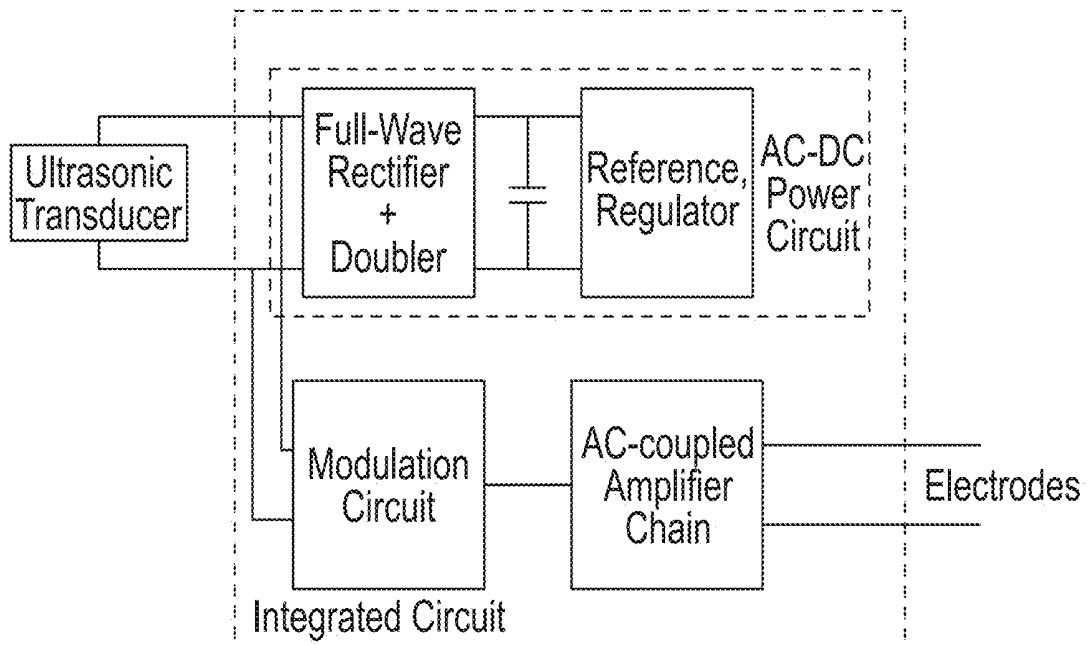 Ultrasonic
Transducer
Full-Wave
Rectifier
+
Doubler
Reference,
Regulator
AC-DC
Power
Circuit
Modulation
Circuit
AC-coupled
Amplifier
Chain
Electrodes
Integrated Circuit